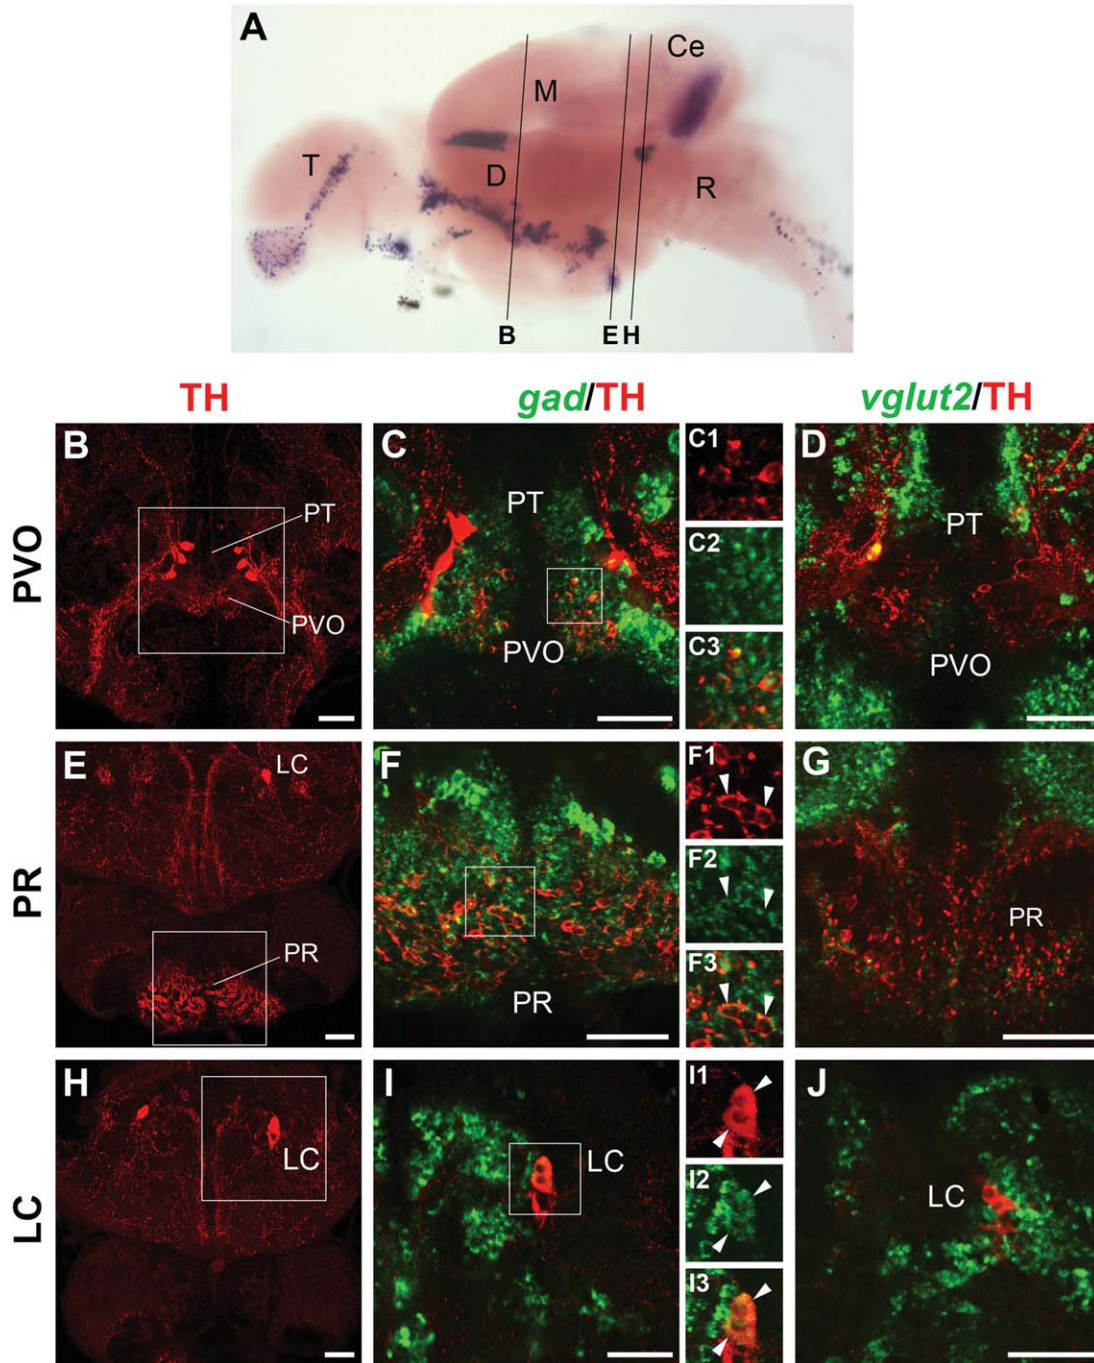 A
Ce
M
T
D
R
B
E
H
TH
gad/TH
vglut2/TH
PVO
B
PT
PVO
C
PT
PVO
C1
C2
C3
D
PT
PVO
PR
E
LC
PR
F
PR
F1
F2
F3
G
PR
LC
H
LC
I
LC
I1
I2
I3
J
LC